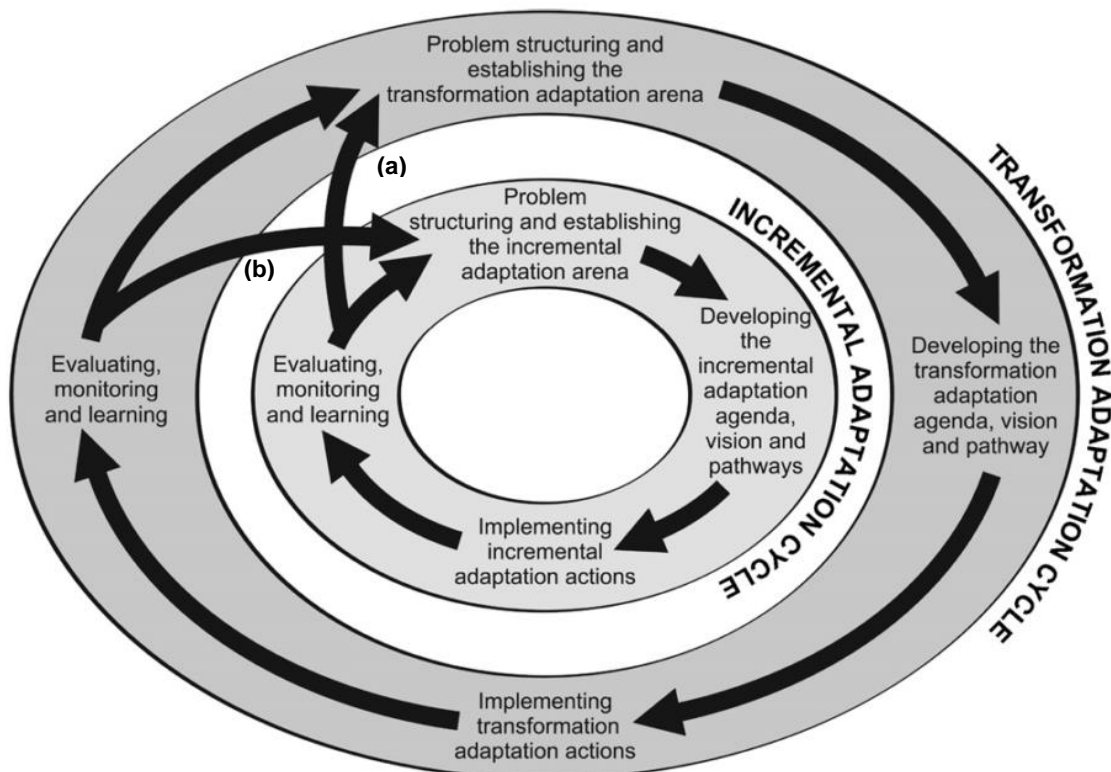 Problem structuring and
establishing the
transformation adaptation arena
(a)
Problem
structuring and establishing
the incremental
adaptation arena
(b)
Evaluating,
monitoring
and learning
Evaluating,
monitoring
and learning
Developing
the
incremental
adaptation
agenda,
vision and
pathways
INCREMENTAL ADAPTATION CYCLE
Developing the
transformation
adaptation
agenda, vision
and pathway
TRANSFORMATION ADAPTATION CYCLE
Implementing
incremental
adaptation actions
Implementing
transformation
adaptation actions